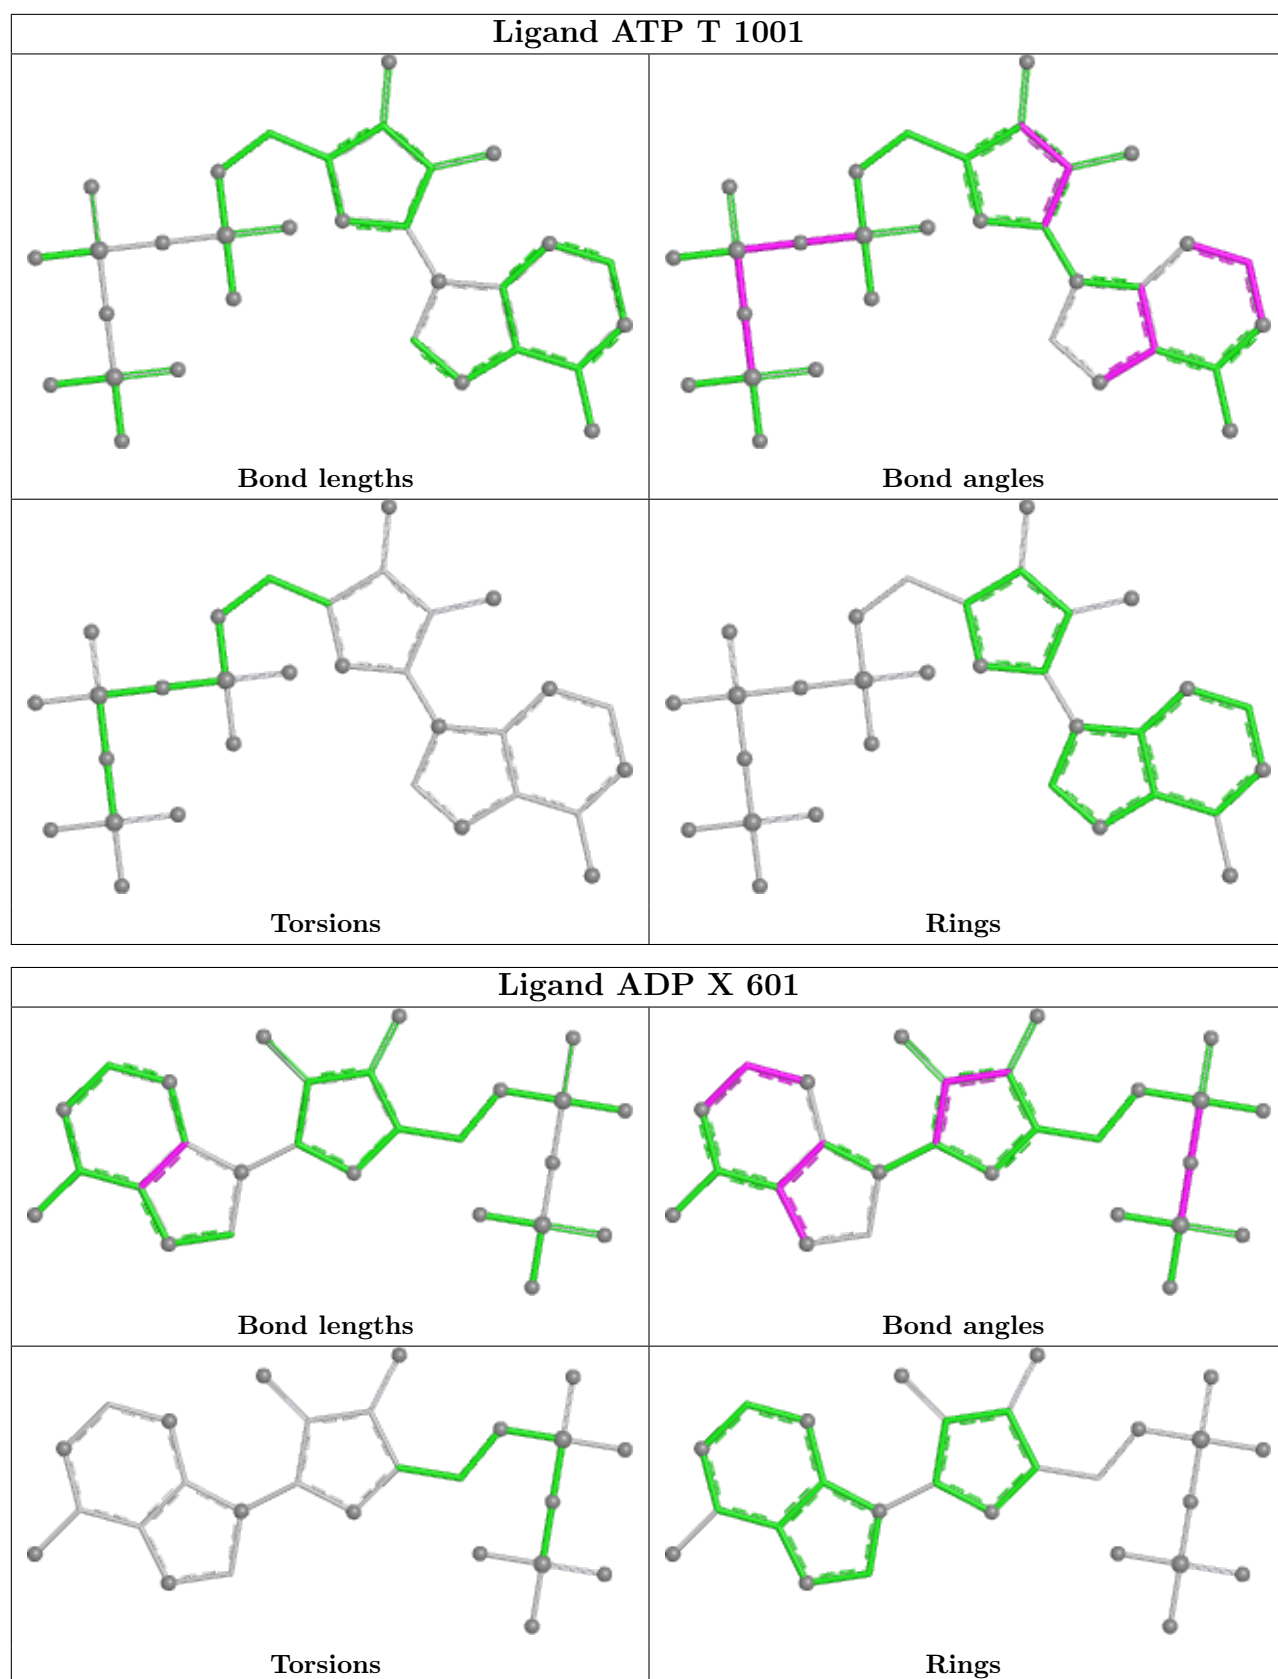 Ligand ATP T 1001
Bond lengths
Bond angles
Torsions
Rings
Ligand ADP X 601
Bond lengths
Bond angles
Torsions
Rings